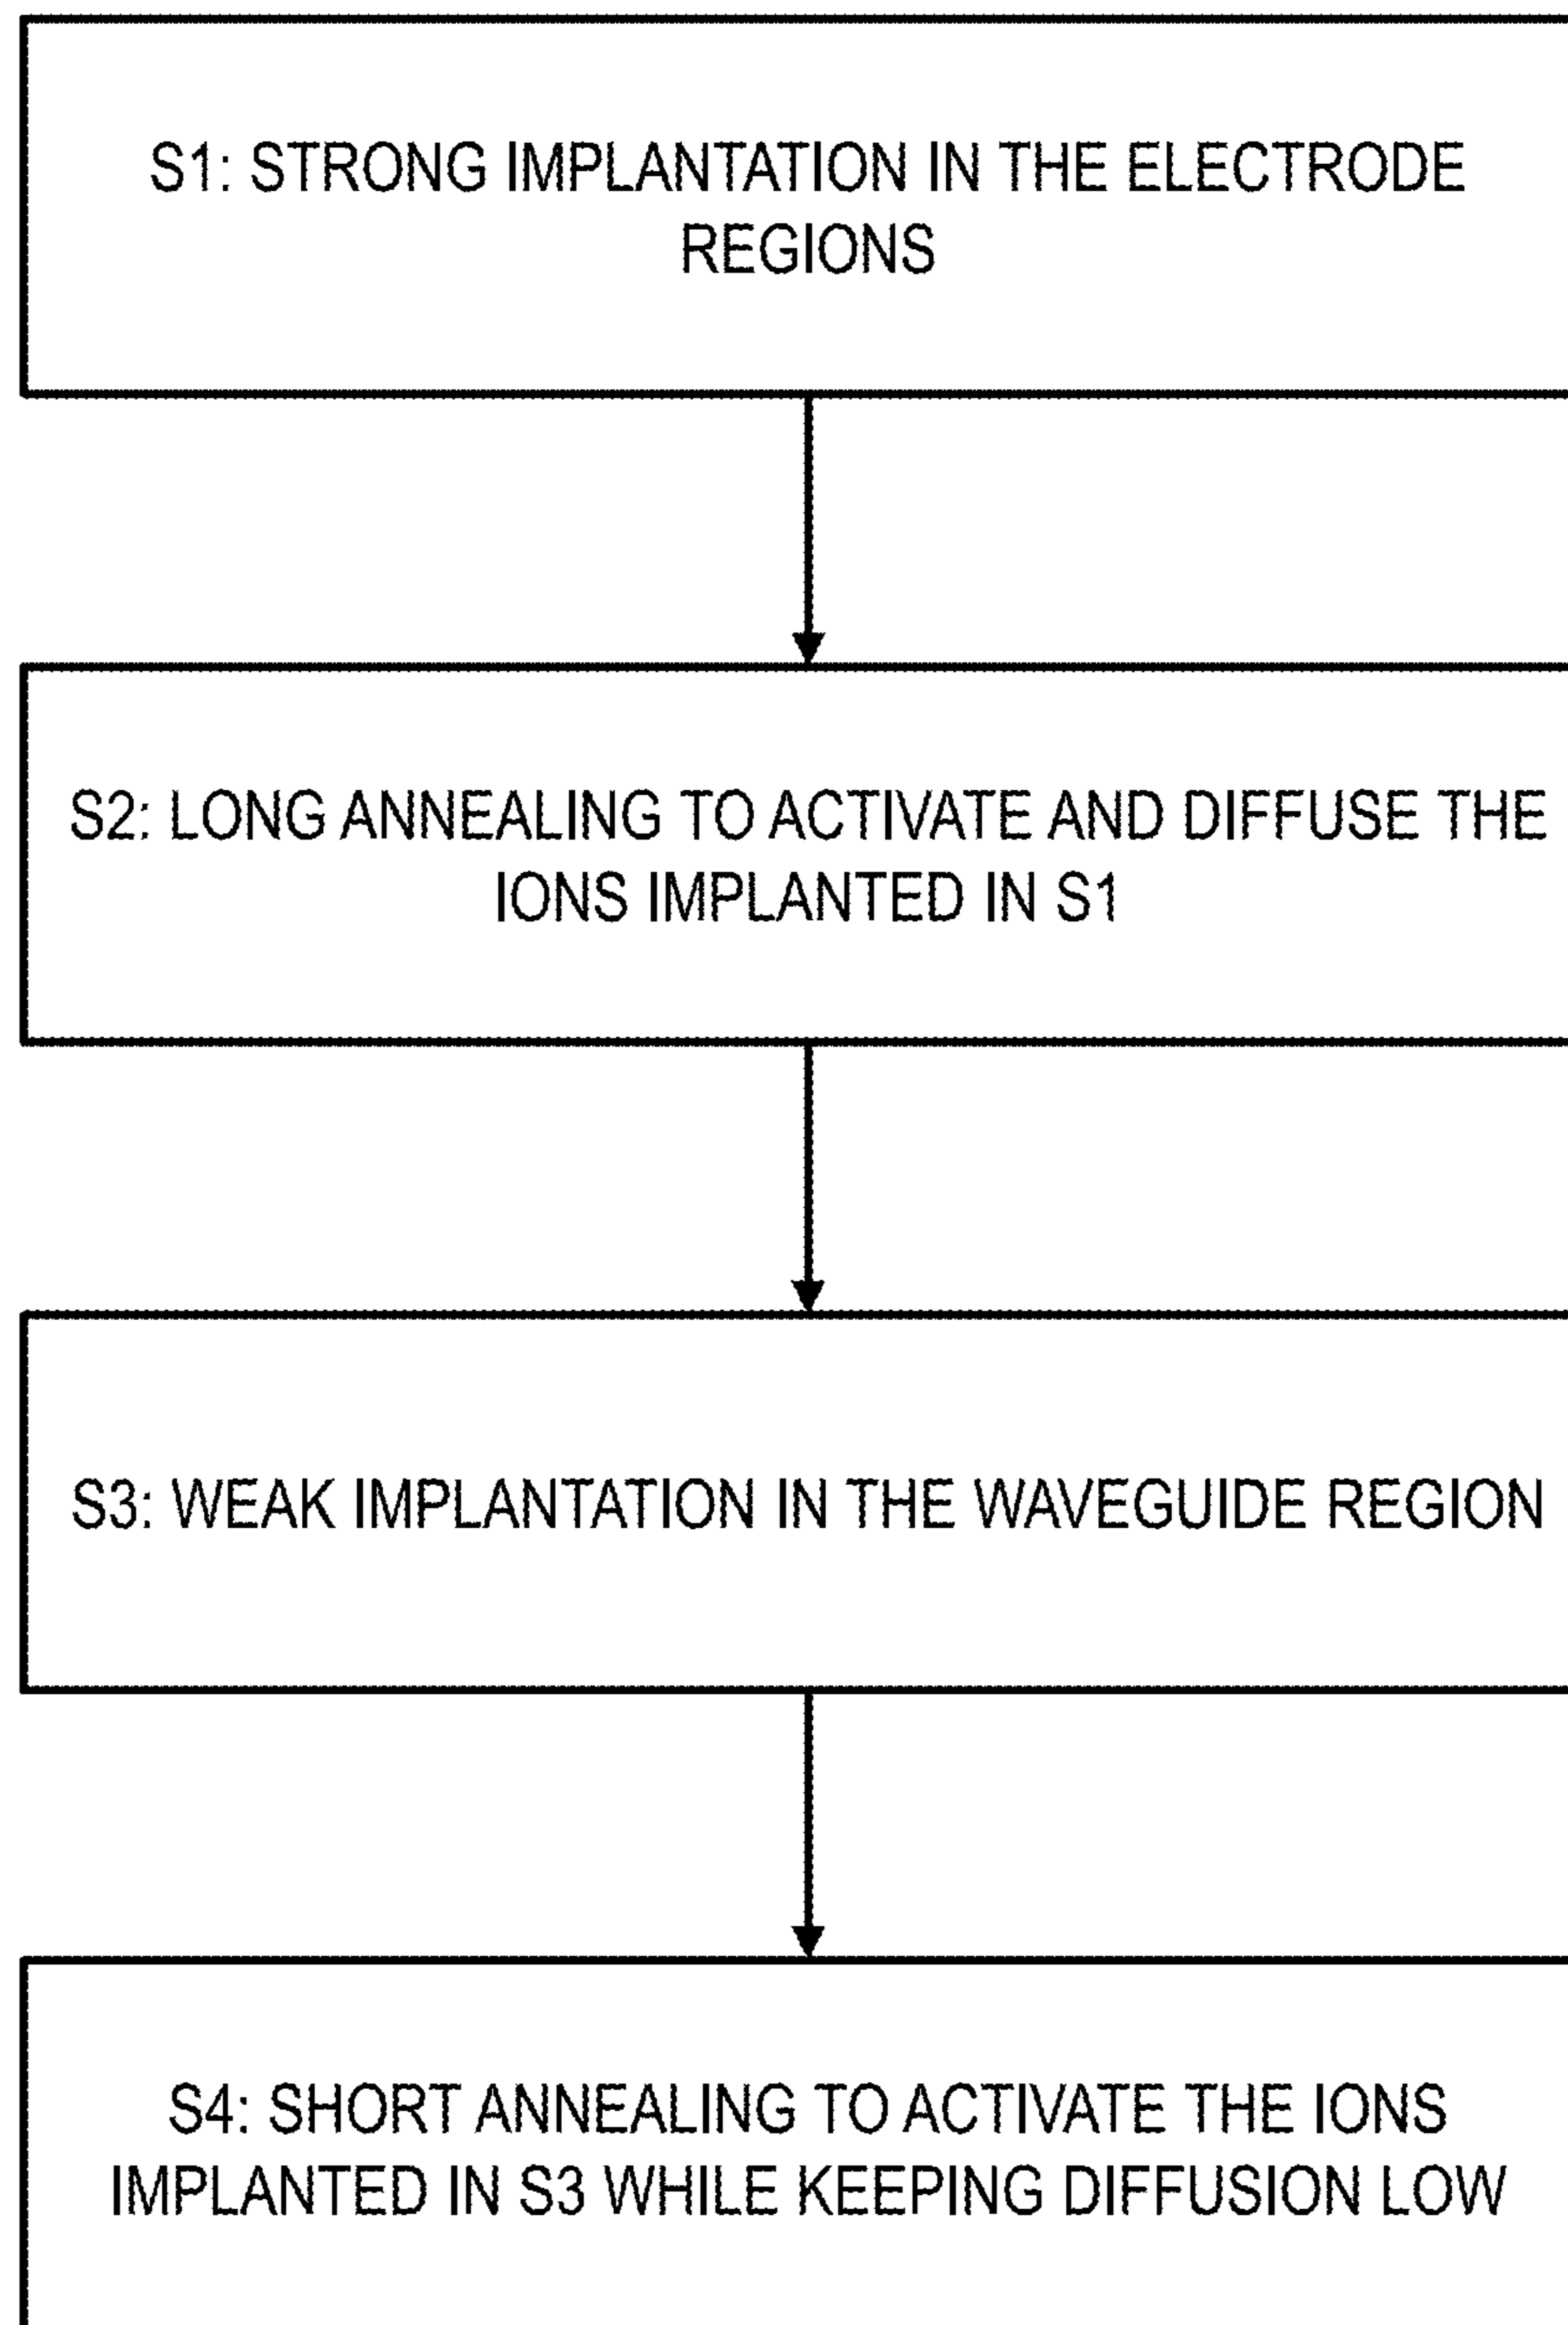 S1: STRONG IMPLANTATION IN THE ELECTRODE
REGIONS
S2: LONG ANNEALING TO ACTIVATE AND DIFFUSE THE
IONS IMPLANTED IN S1
S3: WEAK IMPLANTATION IN THE WAVEGUIDE REGION
S4: SHORT ANNEALING TO ACTIVATE THE IONS
IMPLANTED IN S3 WHILE KEEPING DIFFUSION LOW